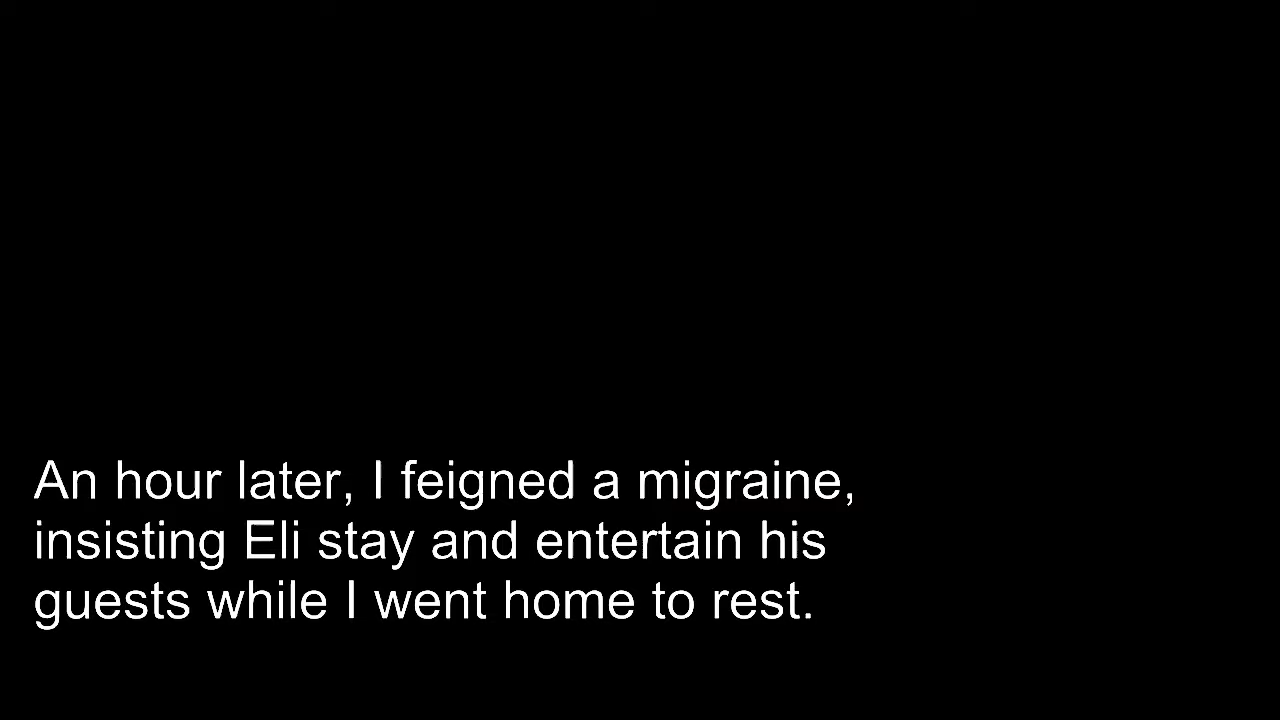 An hour later, I feigned a migraine,
insisting Eli stay and entertain his
guests while I went home to rest.